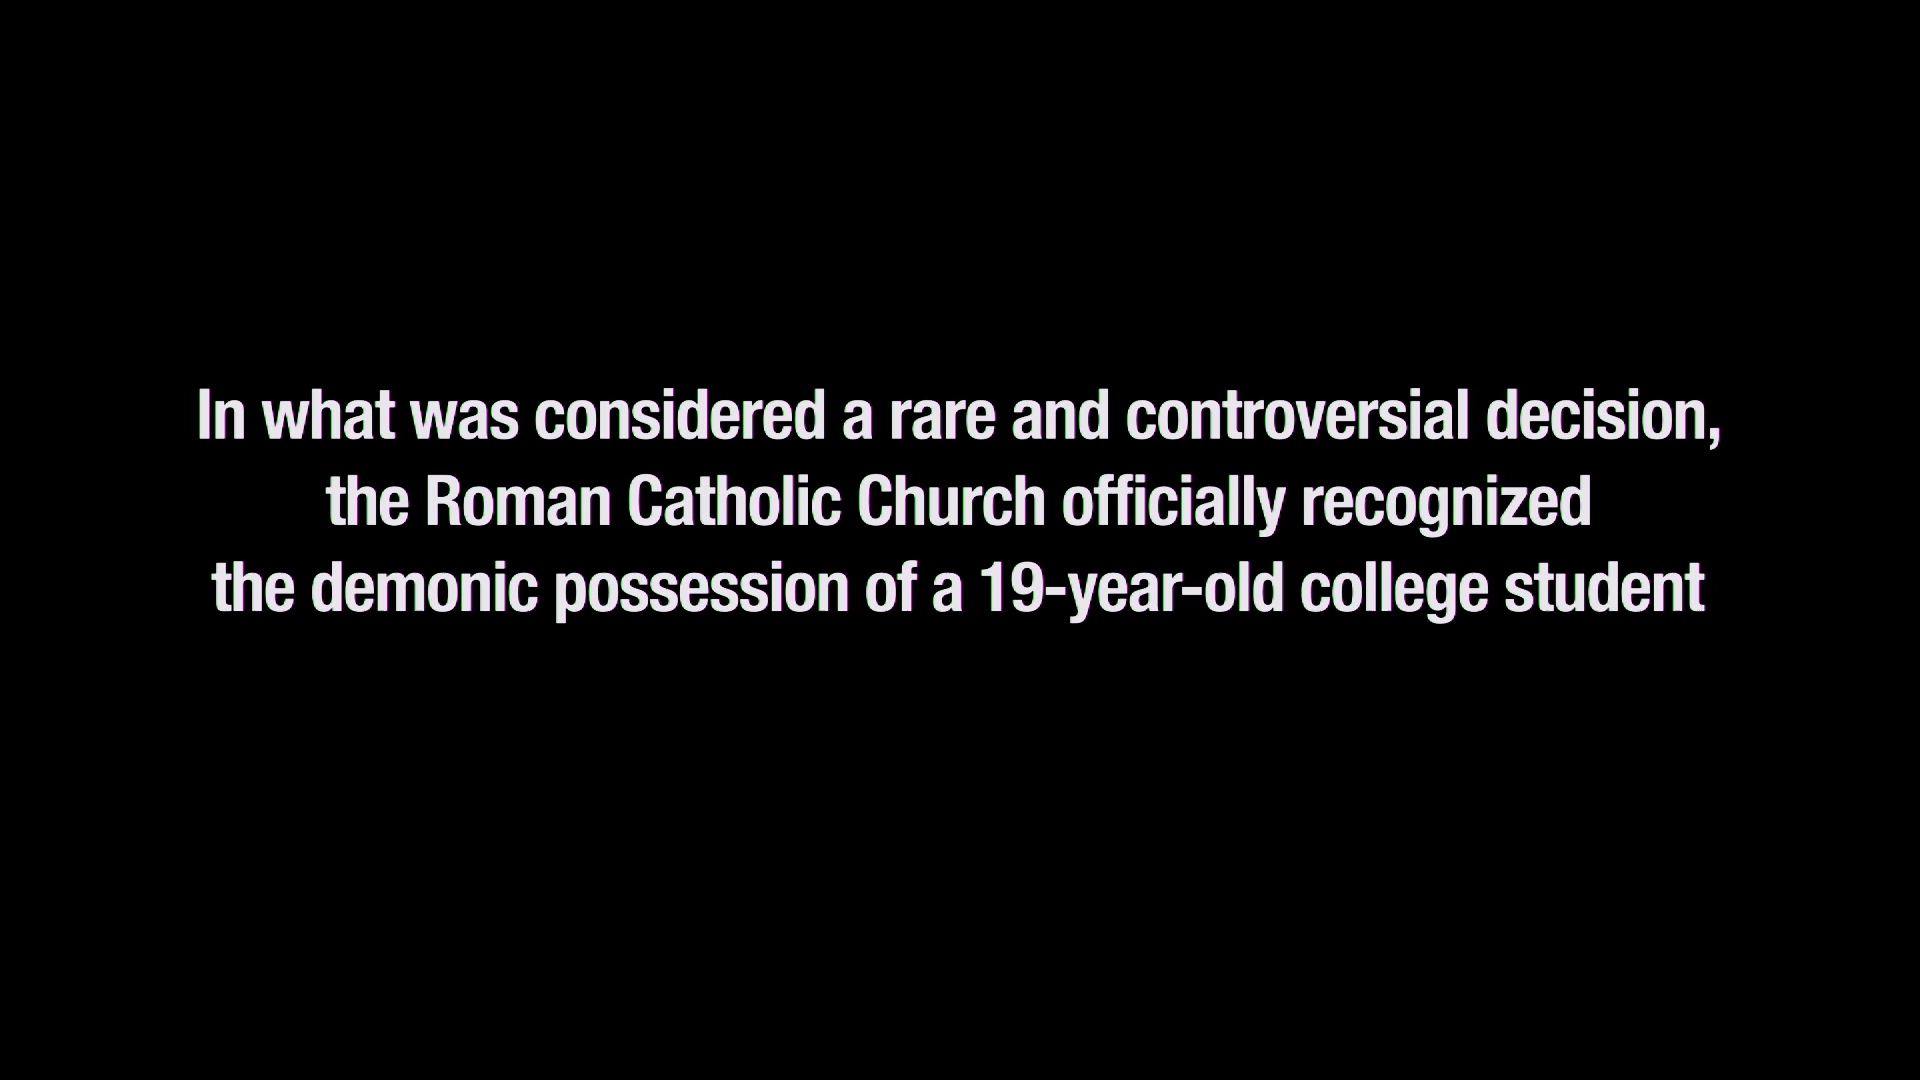 In what was considered a rare and controversial decision,
the Roman Catholic Church officially recognized
the demonic possession of a 19-year-old college student